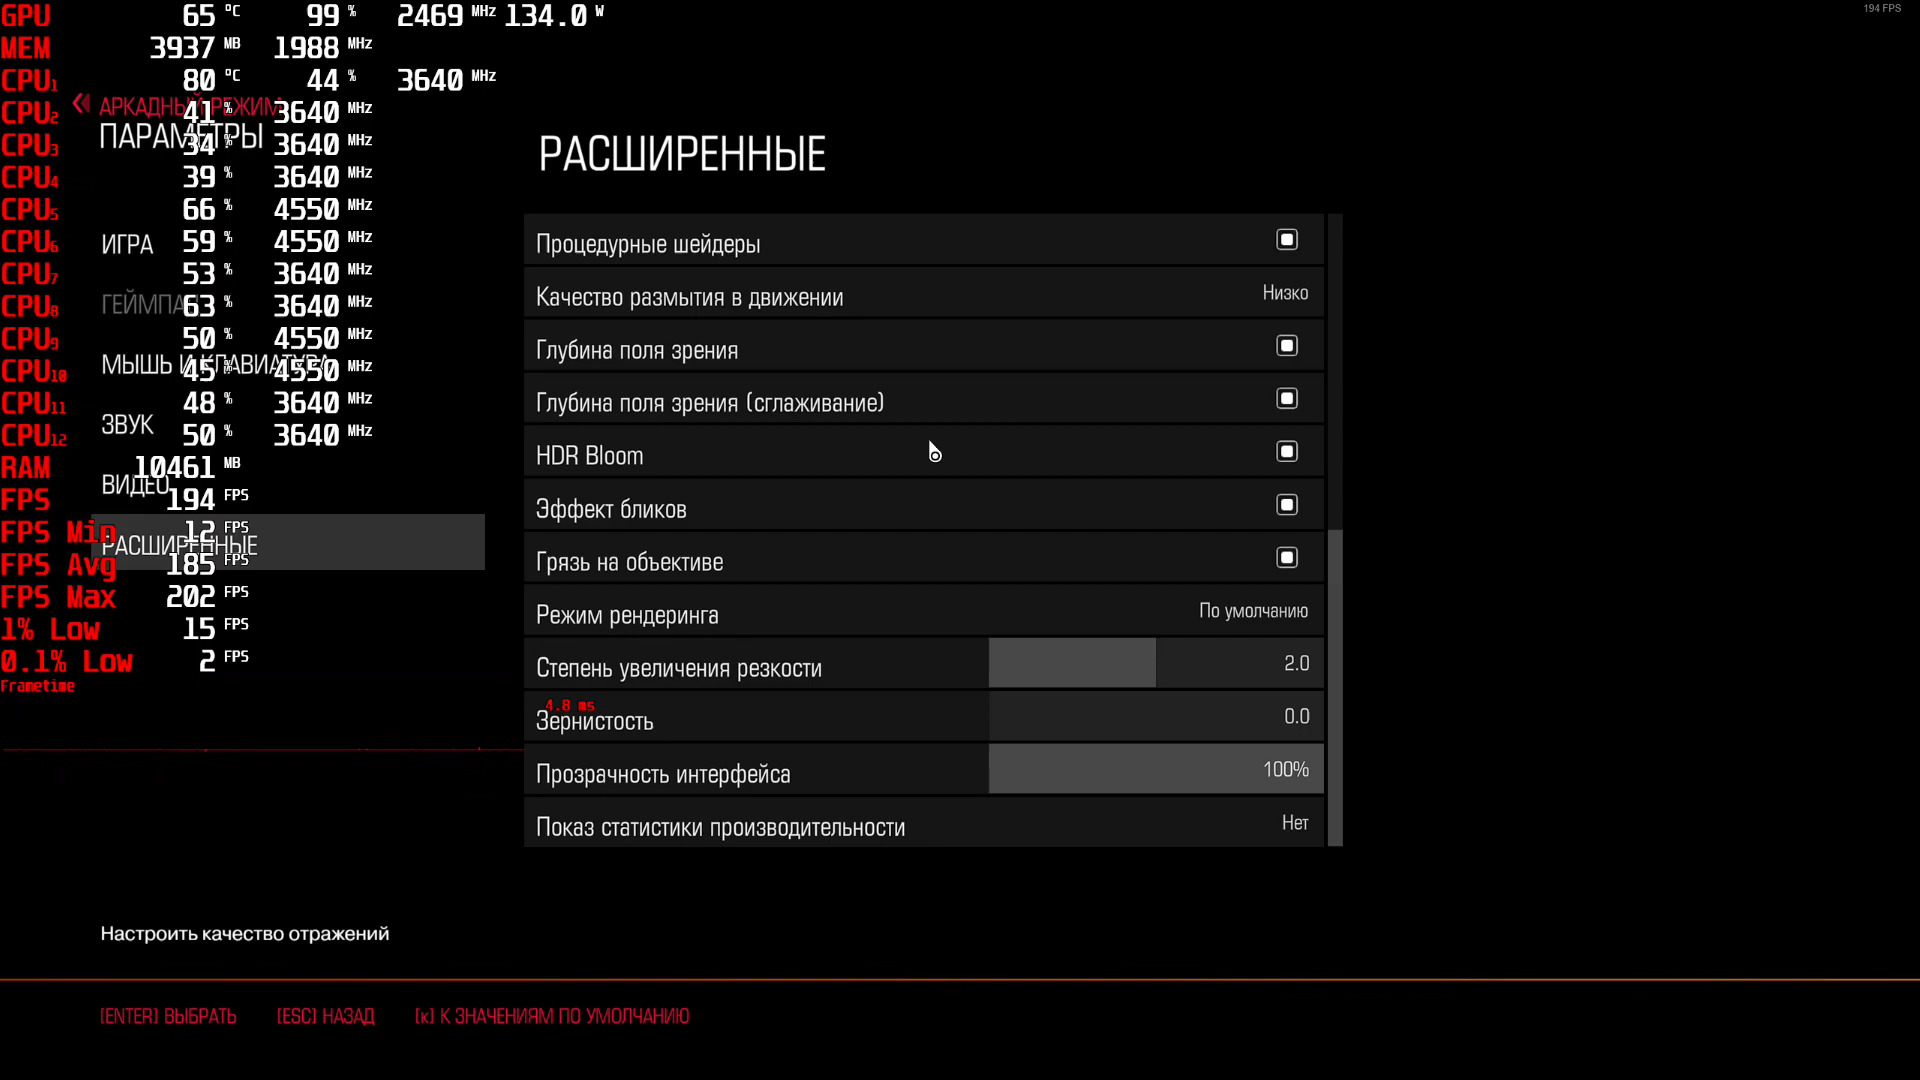 GPU 65 °C 99 % 2469 MHz 134.0 W
194 FPS
MEM 3937 MB 1988 MHz
CPU1 80 °C 44 % 3640 MHz
АРКАДНЫЙ РЕЖИМ
CPU2 41 % 3640 MHz
ПАРАМЕТРЫ
CPU3 34 % 3640 MHz
РАСШИРЕННЫЕ
CPU4 39 % 3640 MHz
CPU5 66 % 4550 MHz
CPU6 59 % 4550 MHz
ИГРА
Процедурные шейдеры
CPU7 53 % 3640 MHz
Качество размытия в движении Низко
CPU8 63 % 3640 MHz
CPU9 50 % 4550 MHz
Глубина поля зрения
МЫШЬ И КЛАВИАТУРА
CPU10 45 % 4550 MHz
CPU11 48 % 3640 MHz
Глубина поля зрения (сглаживание)
ЗВУК
CPU12 50 % 3640 MHz
HDR Bloom
RAM 10461 MB
ВИДЕО
FPS 194 FPS
Эффект бликов
FPS Min 12 FPS
РАСШИРЕННЫЕ
FPS Avg 185 FPS
Грязь на объективе
FPS Max 202 FPS
Режим рендеринга По умолчанию
1% Low 15 FPS
0.1% Low 2 FPS
Степень увеличения резкости 2.0
Frametime
4.8 ms
Зернистость 0.0
Прозрачность интерфейса 100%
Показ статистики производительности Нет
Настроить качество отражений
[ENTER] ВЫБРАТЬ [ESC] НАЗАД [к] К ЗНАЧЕНИЯМ ПО УМОЛЧАНИЮ